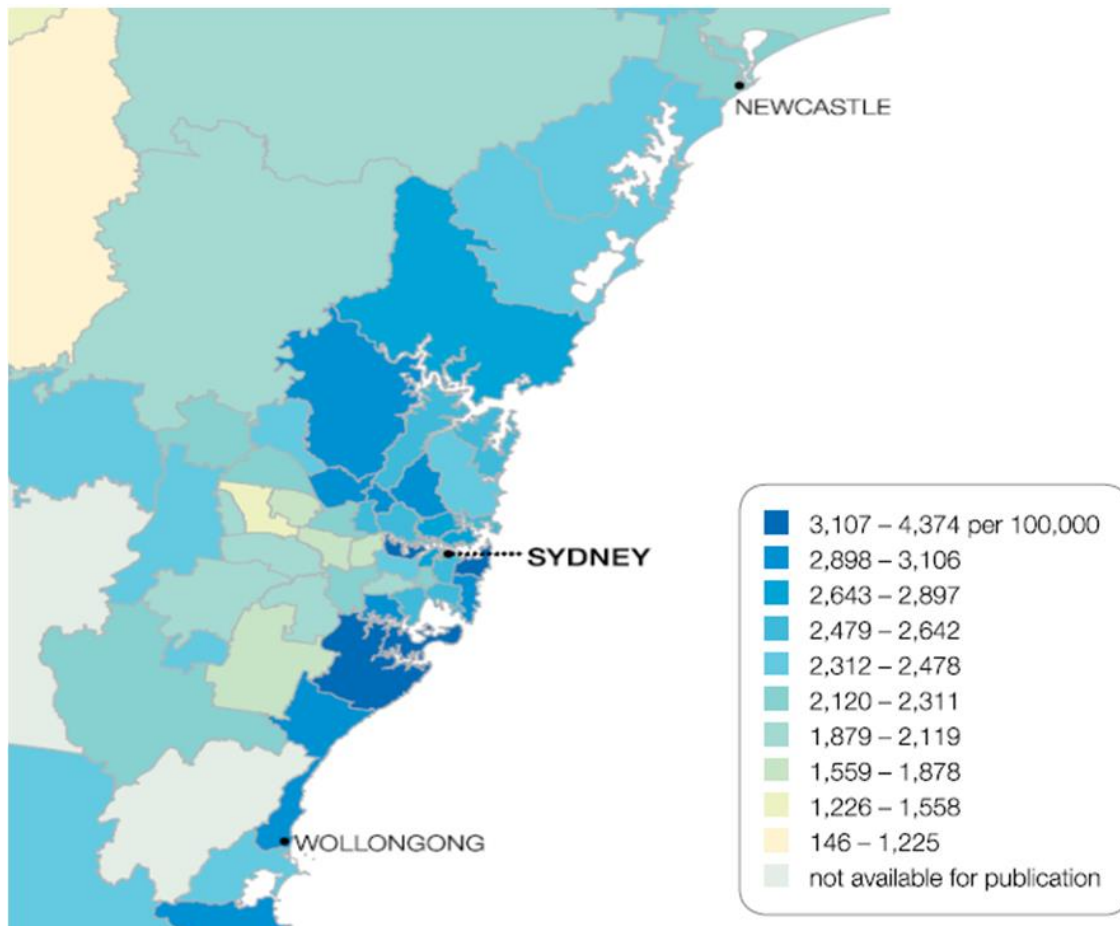 NEWCASTLE
SYDNEY
WOLLONGONG
3,107 – 4,374 per 100,000
2,898 – 3,106
2,643 – 2,897
2,479 – 2,642
2,312 – 2,478
2,120 – 2,311
1,879 – 2,119
1,559 – 1,878
1,226 – 1,558
146 – 1,225
not available for publication